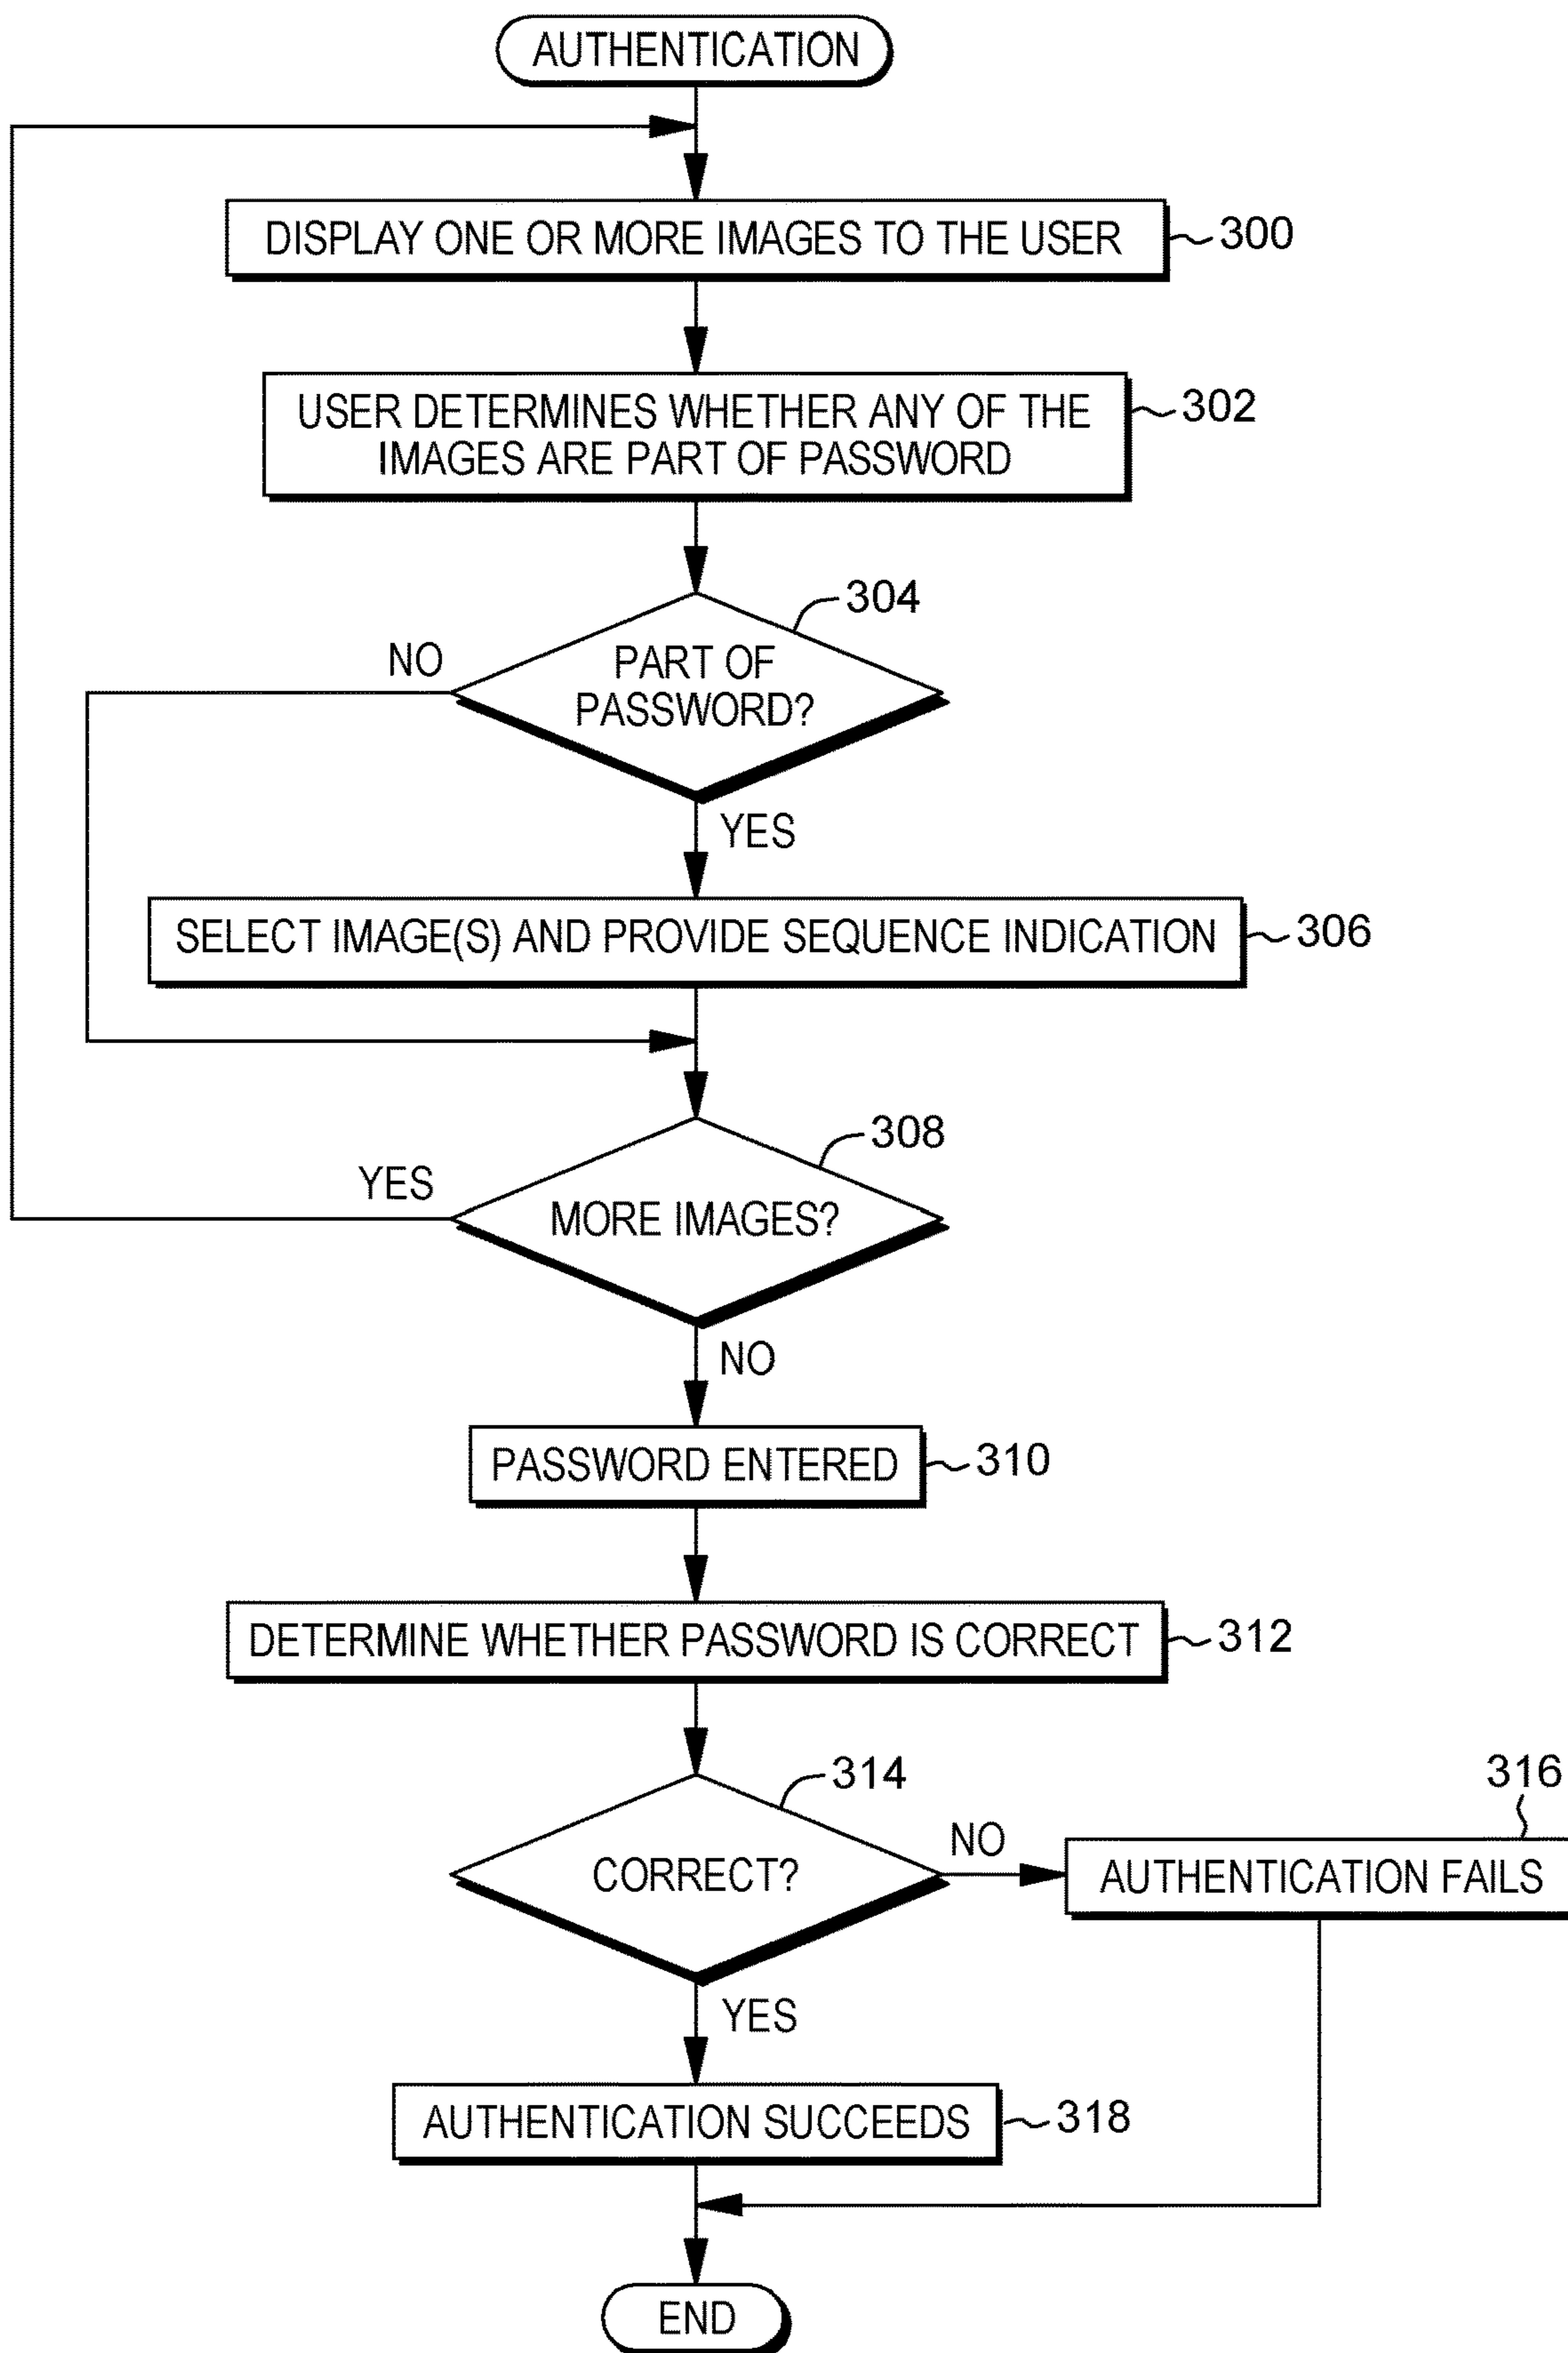 AUTHENTICATION
DISPLAY ONE OR MORE IMAGES TO THE USER
300
USER DETERMINES WHETHER ANY OF THE
IMAGES ARE PART OF PASSWORD
302
304
NO
PART OF
PASSWORD?
YES
SELECT IMAGE(S) AND PROVIDE SEQUENCE INDICATION
306
308
YES
MORE IMAGES?
NO
PASSWORD ENTERED
310
DETERMINE WHETHER PASSWORD IS CORRECT
312
314
316
NO
CORRECT?
AUTHENTICATION FAILS
YES
AUTHENTICATION SUCCEEDS
318
END